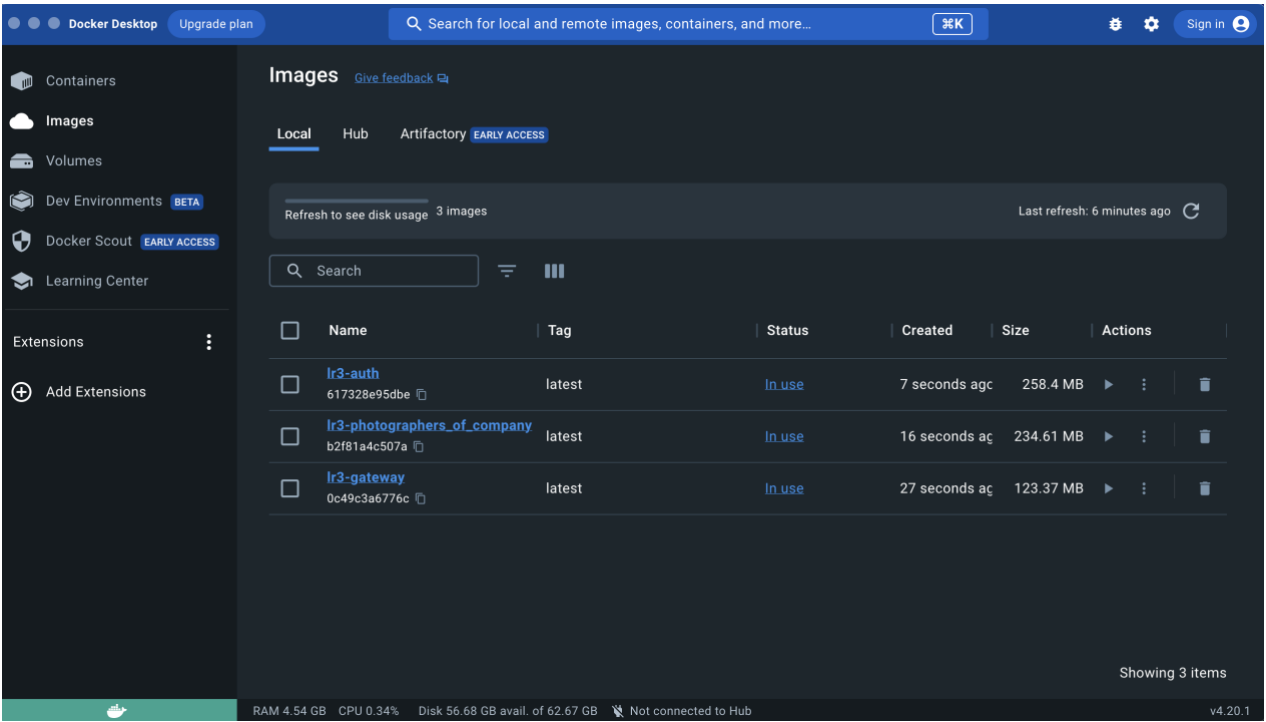 Docker Desktop Upgrade plan Search for local and remote images, containers, and more... ⌘K Sign in
Containers
Images
Volumes
Dev Environments BETA
Docker Scout EARLY ACCESS
Learning Center
Extensions
Add Extensions
Images Give feedback
Local Hub Artifactory EARLY ACCESS
Refresh to see disk usage 3 images Last refresh: 6 minutes ago
Search
Name Tag Status Created Size Actions
lr3-auth
617328e95dbe latest In use 7 seconds ago 258.4 MB
lr3-photographers_of_company
b2f81a4c507a latest In use 16 seconds ag 234.61 MB
lr3-gateway
0c49c3a6776c latest In use 27 seconds ag 123.37 MB
Showing 3 items
RAM 4.54 GB CPU 0.34% Disk 56.68 GB avail. of 62.67 GB Not connected to Hub v4.20.1